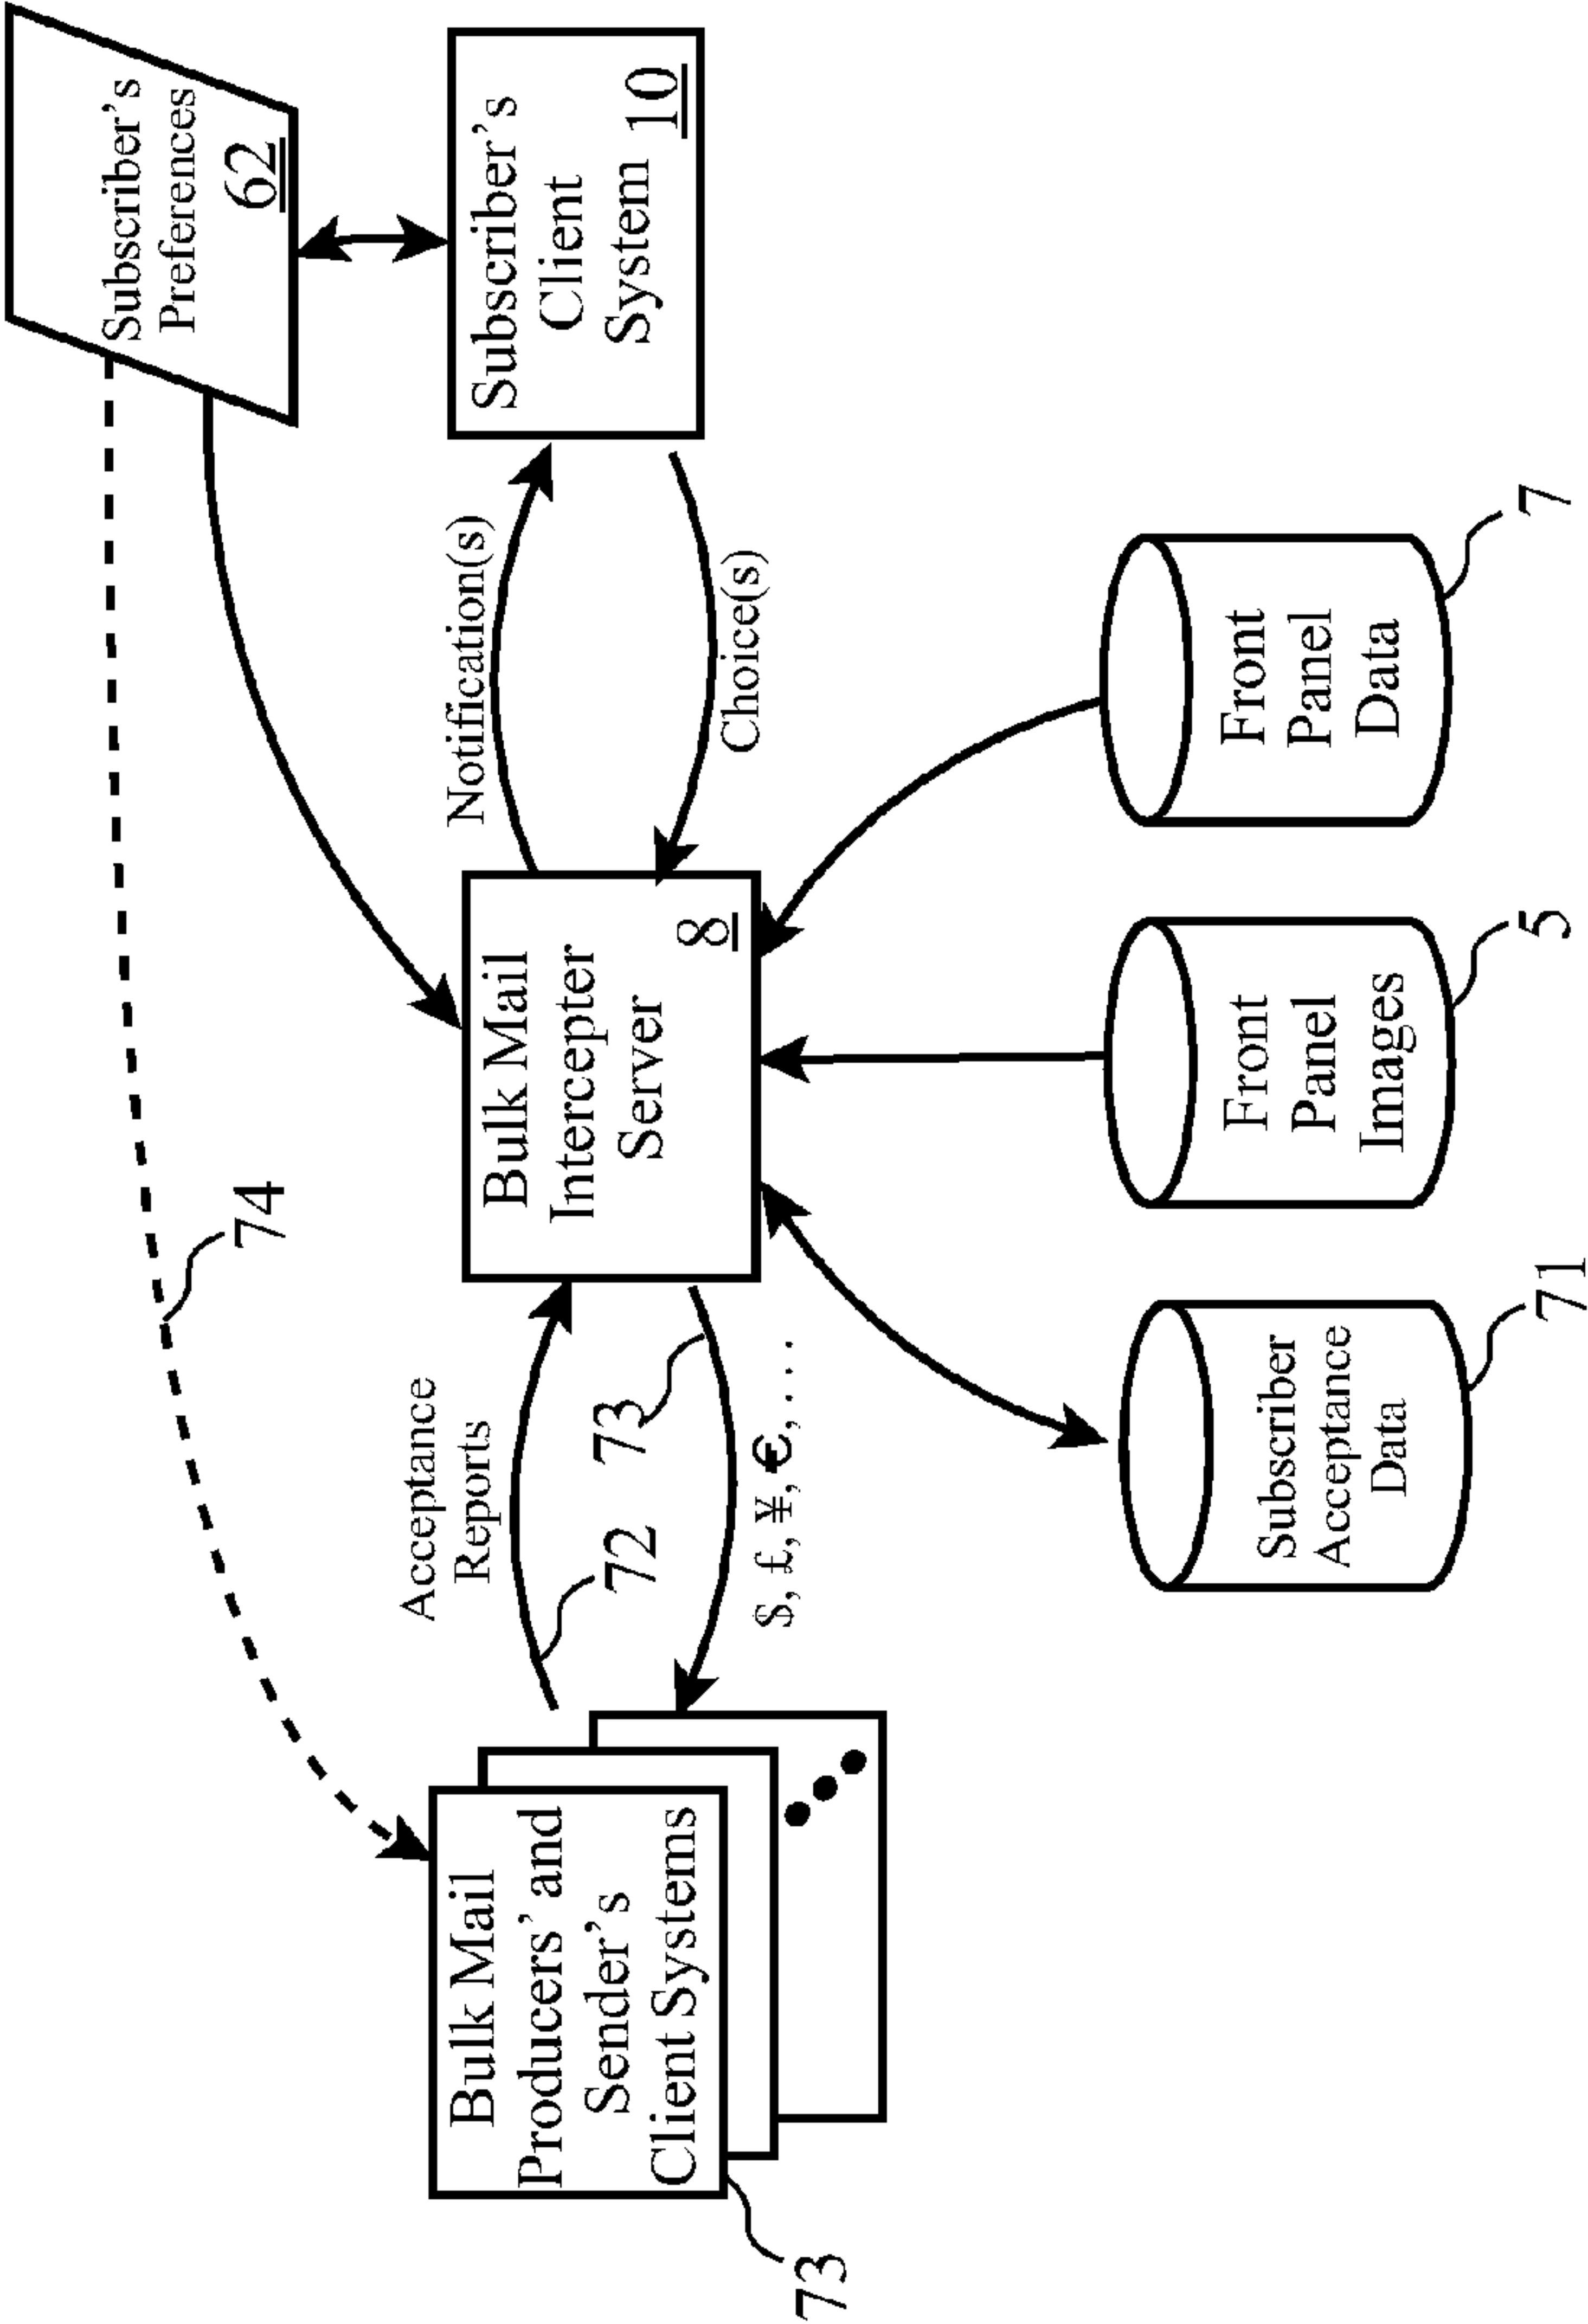 Subscriber's
Preferences
62
74
Bulk Mail
Producers' and
Sender's
Client Systems
73
Acceptance
Reports
72
73
$, £, ¥, €, ...
Bulk Mail
Intercepter
Server
8
Notification(s)
Choice(s)
Subscriber's
Client
System 10
Subscriber
Acceptance
Data
71
Front
Panel
Images
5
Front
Panel
Data
7